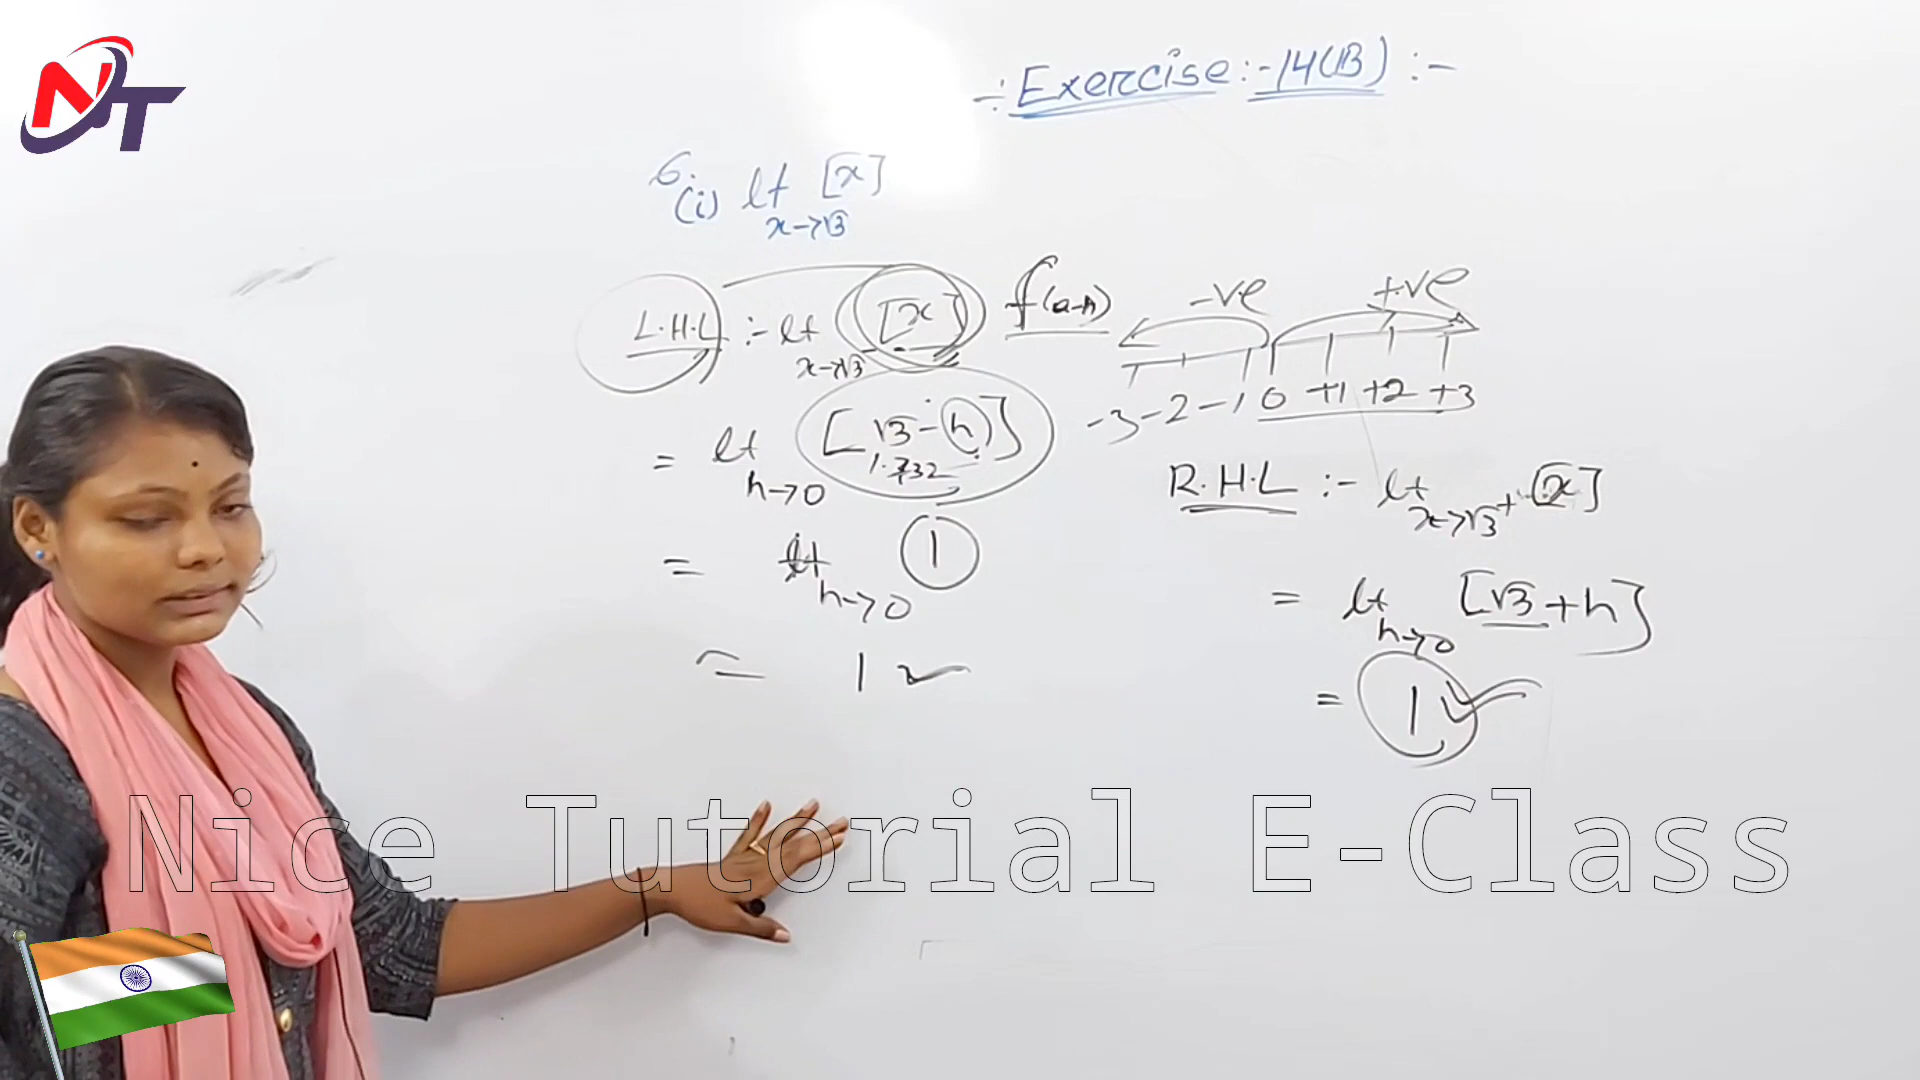 NT
÷ Exercise :- 14(B) :-
6.
(i) lt [x]
x→√3
L.H.L :- lt [x] f(a-h)
x→√3
-ve +ve
-3 -2 -1 0 +1 +2 +3
= lt [√3-h]
h→0 1.732
= lt 1
h→0
= 1
R.H.L :- lt [x]
x→√3+
= lt [√3+h]
h→0
= 1
Nice Tutorial E-Class